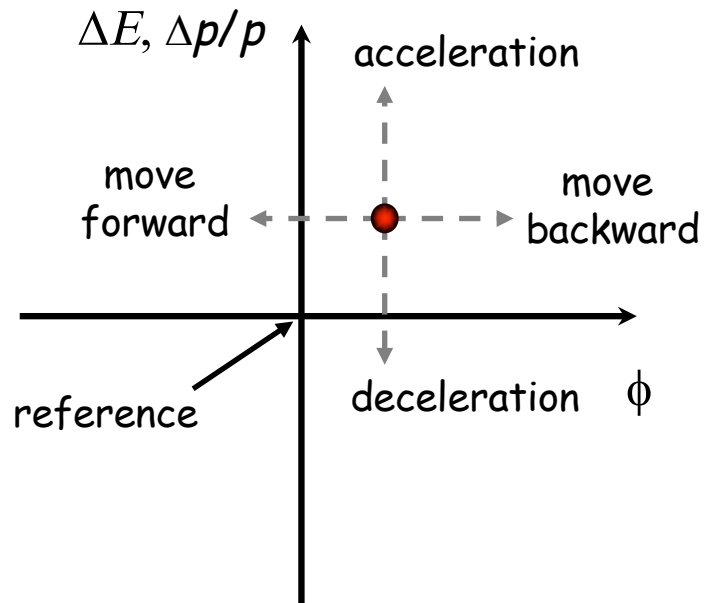 ΔE, Δp/p
acceleration
move
forward
move
backward
reference
deceleration
ϕ